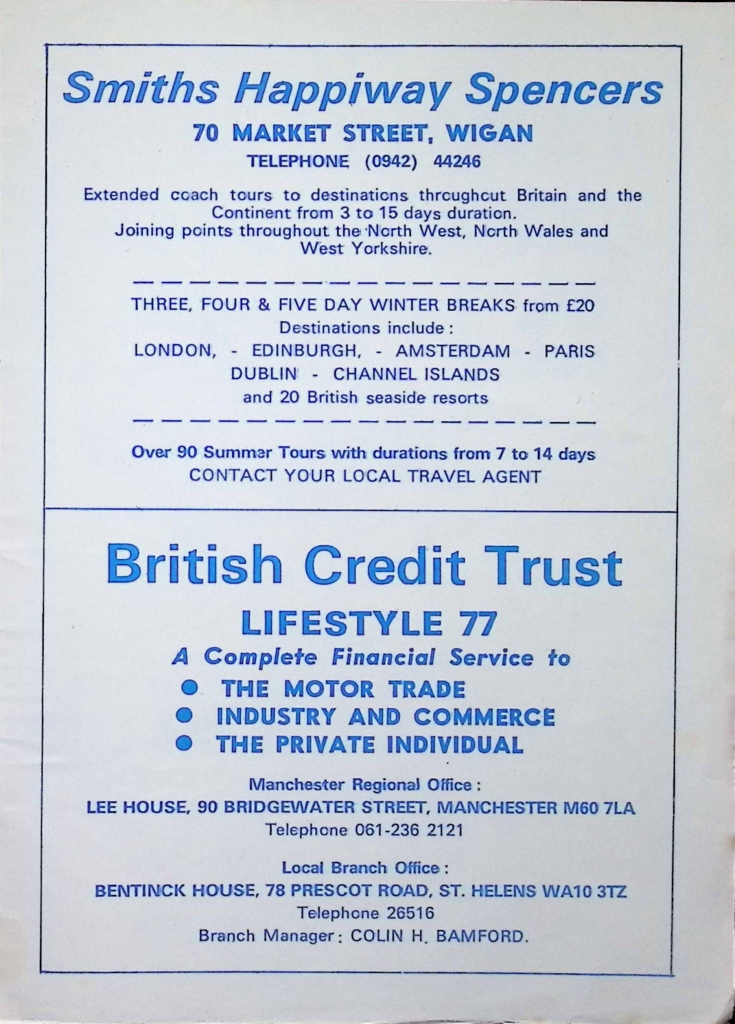 Smiths Happiway Spencers
70 MARKET STREET, WIGAN
TELEPHONE (0942) 44246
Extended coach tours to destinations throughout Britain and the
Continent from 3 to 15 days duration.
Joining points throughout the North West, North Wales and
West Yorkshire.
THREE, FOUR & FIVE DAY WINTER BREAKS from £20
Destinations include :
LONDON, - EDINBURGH, - AMSTERDAM - PARIS
DUBLIN - CHANNEL ISLANDS
and 20 British seaside resorts
Over 90 Summer Tours with durations from 7 to 14 days
CONTACT YOUR LOCAL TRAVEL AGENT
British Credit Trust
LIFESTYLE 77
A Complete Financial Service to
● THE MOTOR TRADE
● INDUSTRY AND COMMERCE
● THE PRIVATE INDIVIDUAL
Manchester Regional Office :
LEE HOUSE, 90 BRIDGEWATER STREET, MANCHESTER M60 7LA
Telephone 061-236 2121
Local Branch Office :
BENTINCK HOUSE, 78 PRESCOT ROAD, ST. HELENS WA10 3TZ
Telephone 26516
Branch Manager : COLIN H. BAMFORD.